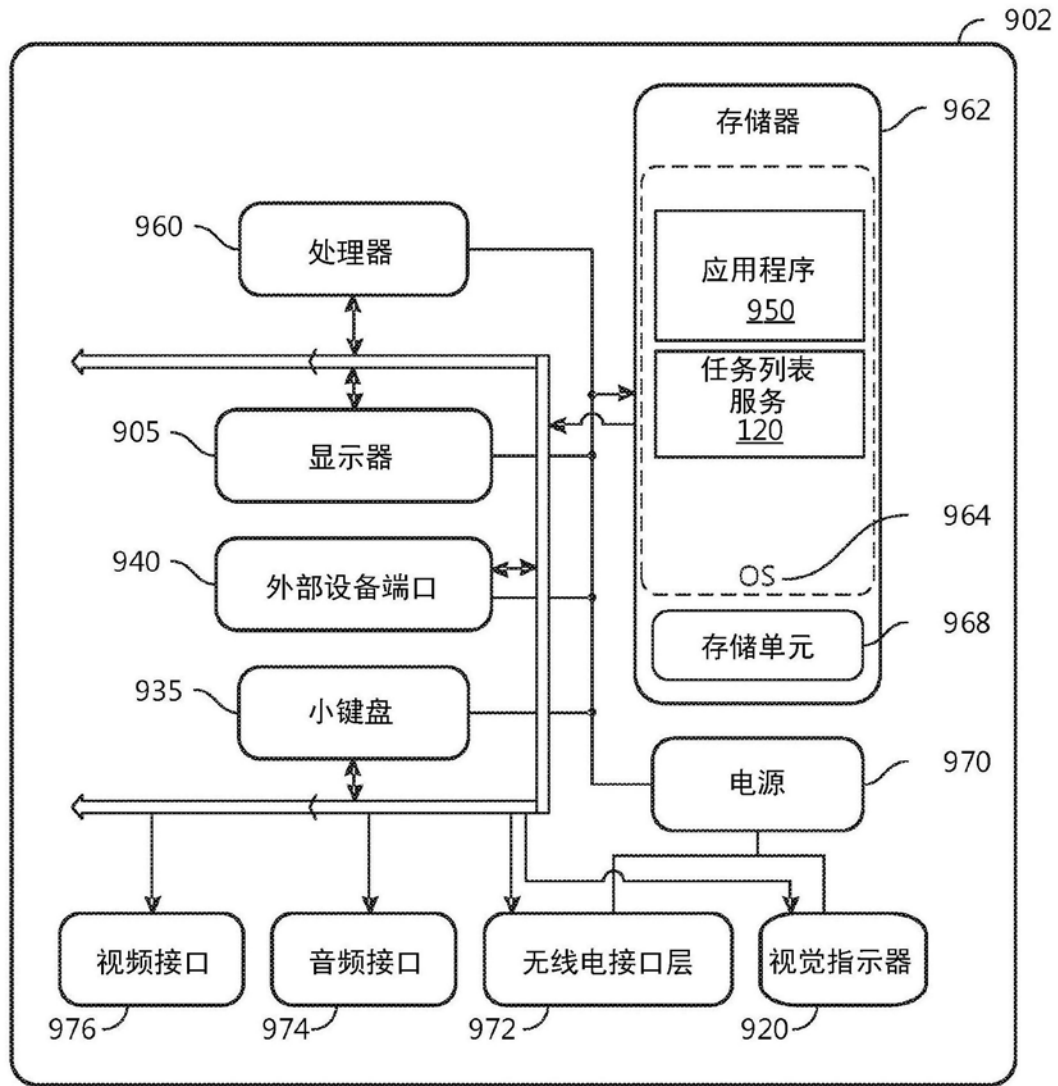 902
存储器
962
960
处理器
应用程序
950
任务列表
服务
120
905
显示器
964
940
外部设备端口
OS
968
存储单元
935
小键盘
970
电源
视频接口
音频接口
无线电接口层
视觉指示器
976
974
972
920